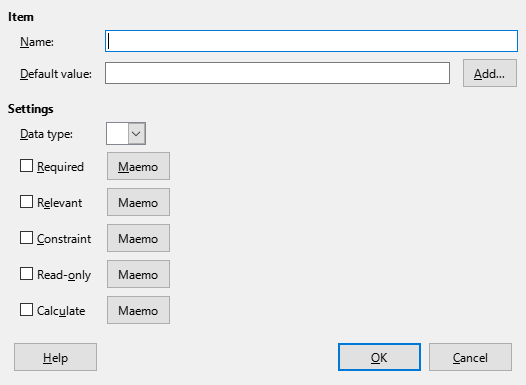 Item
Name:
Default value:
Add...
Settings
Data type:
Required Maemo
Relevant Maemo
Constraint Maemo
Read-only Maemo
Calculate Maemo
Help OK Cancel